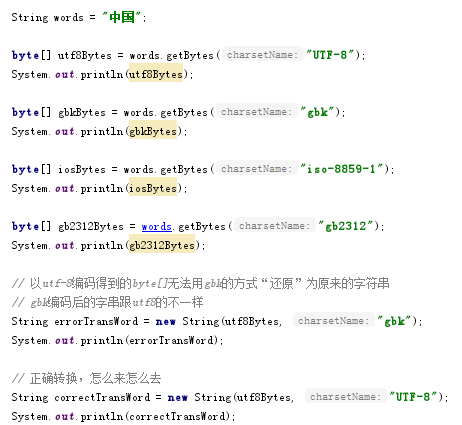 String words = "中国";
byte[] utf8Bytes = words.getBytes( charsetName: "UTF-8");
System.out.println(utf8Bytes);
byte[] gbkBytes = words.getBytes( charsetName: "gbk");
System.out.println(gbkBytes);
byte[] iosBytes = words.getBytes( charsetName: "iso-8859-1");
System.out.println(iosBytes);
byte[] gb2312Bytes = words.getBytes( charsetName: "gb2312");
System.out.println(gb2312Bytes);
// 以utf-8编码得到的byte[]无法用gbk的方式“还原”为原来的字符串
// gbk编码后的字串跟utf8的不一样
String errorTransWord = new String(utf8Bytes, charsetName: "gbk");
System.out.println(errorTransWord);
// 正确转换，怎么来怎么去
String correctTransWord = new String(utf8Bytes, charsetName: "UTF-8");
System.out.println(correctTransWord);